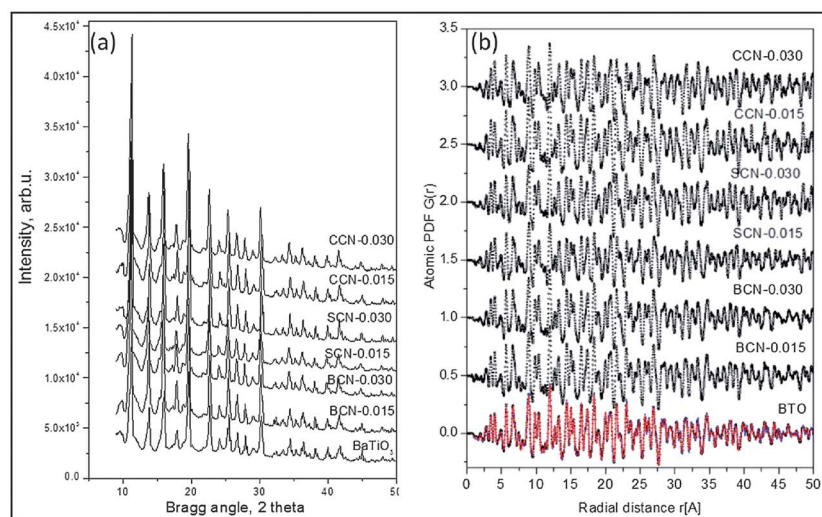 (a)
4.5x10⁴
4.0x10⁴
3.5x10⁴
3.0x10⁴
2.5x10⁴
2.0x10⁴
1.5x10⁴
1.0x10⁴
5.0x10³
0.0
Intensity, arb.u.
CCN-0.030
CCN-0.015
SCN-0.030
SCN-0.015
BCN-0.030
BCN-0.015
BaTiO₃
10 20 30 40 50
Bragg angle, 2 theta
(b)
3.0
2.5
2.0
1.5
1.0
0.5
0.0
Atomic PDF G(r)
CCN-0.030
CCN-0.015
SCN-0.030
SCN-0.015
BCN-0.030
BCN-0.015
BTO
0 5 10 15 20 25 30 35 40 45 50
Radial distance r[A]